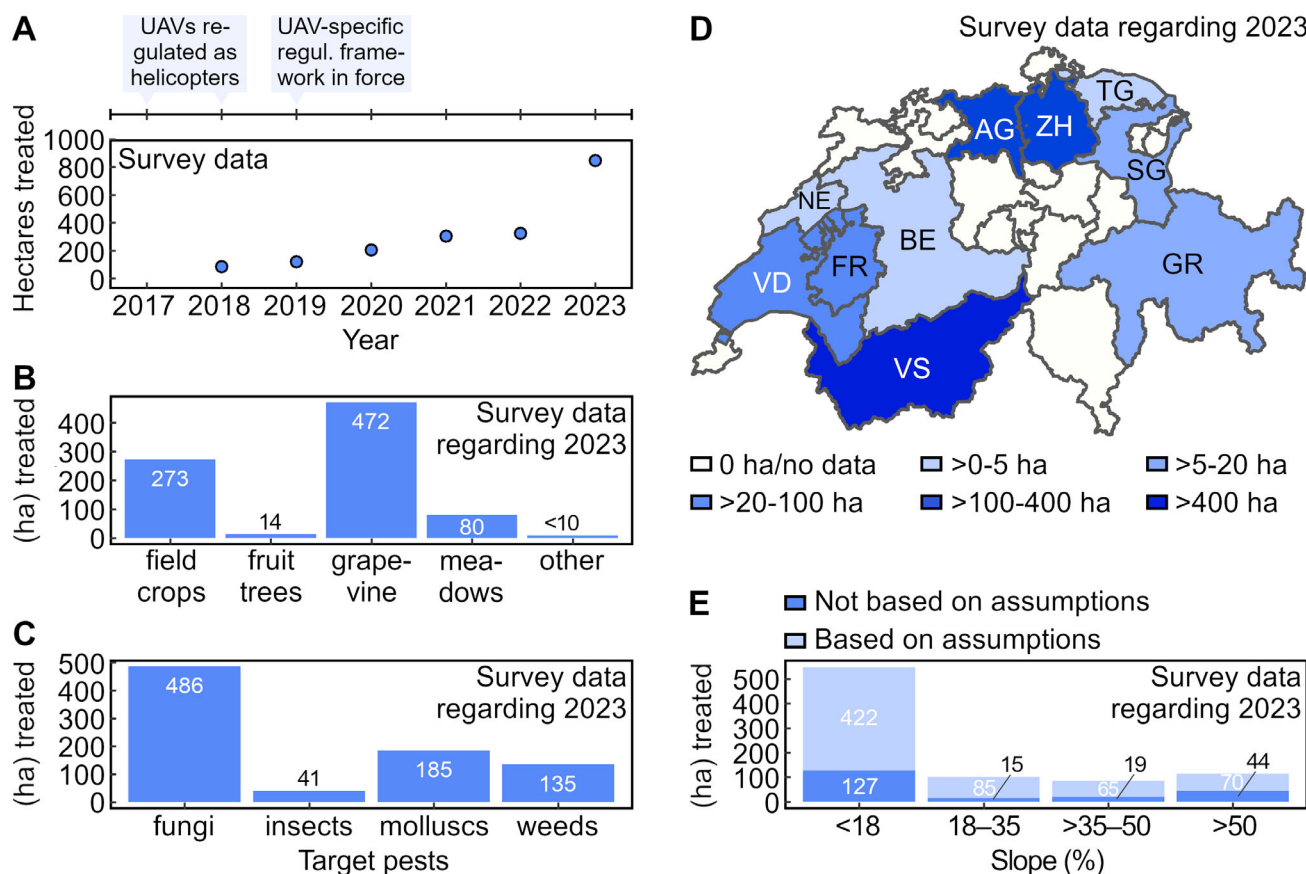 A
UAVs re-
gulated as
helicopters
UAV-specific
regul. frame-
work in force
Hectares treated
1000
800
600
400
200
0
Survey data
2017 2018 2019 2020 2021 2022 2023
Year
B
(ha) treated
400
300
200
100
0
Survey data
regarding 2023
273
14
472
80
<10
field
crops
fruit
trees
grape-
vine
mea-
dows
other
C
(ha) treated
500
400
300
200
100
0
Survey data
regarding 2023
486
41
185
135
fungi insects molluscs weeds
Target pests
D
Survey data regarding 2023
TG
AG
ZH
SG
NE
BE
FR
VD
GR
VS
0 ha/no data
>0-5 ha
>5-20 ha
>20-100 ha
>100-400 ha
>400 ha
E
Not based on assumptions
Based on assumptions
(ha) treated
500
400
300
200
100
0
Survey data
regarding 2023
422
127
15
85
19
65
44
70
<18 18–35 >35–50 >50
Slope (%)